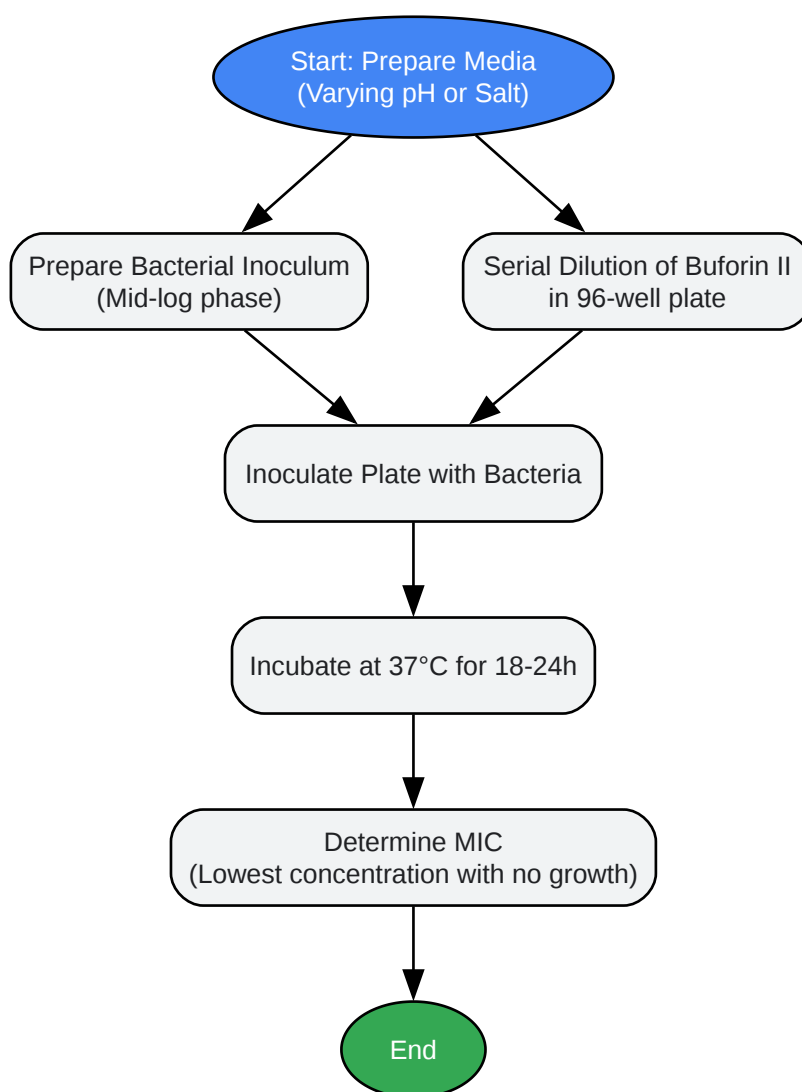 Start: Prepare Media
(Varying pH or Salt)
Prepare Bacterial Inoculum
(Mid-log phase)
Serial Dilution of Buforin II
in 96-well plate
Inoculate Plate with Bacteria
Incubate at 37°C for 18-24h
Determine MIC
(Lowest concentration with no growth)
End